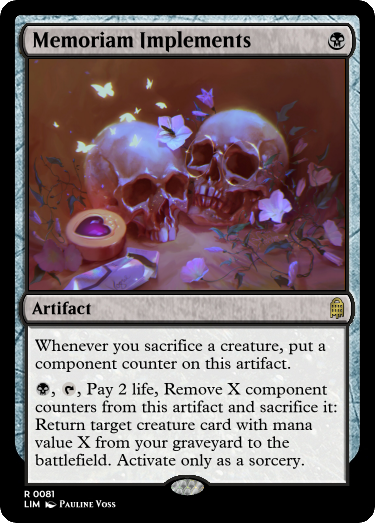 Memoriam Implements
Artifact
Whenever you sacrifice a creature, put a
component counter on this artifact.
, , Pay 2 life, Remove X component
counters from this artifact and sacrifice it:
Return target creature card with mana
value X from your graveyard to the
battlefield. Activate only as a sorcery.
R 0081
LIM Pauline Voss